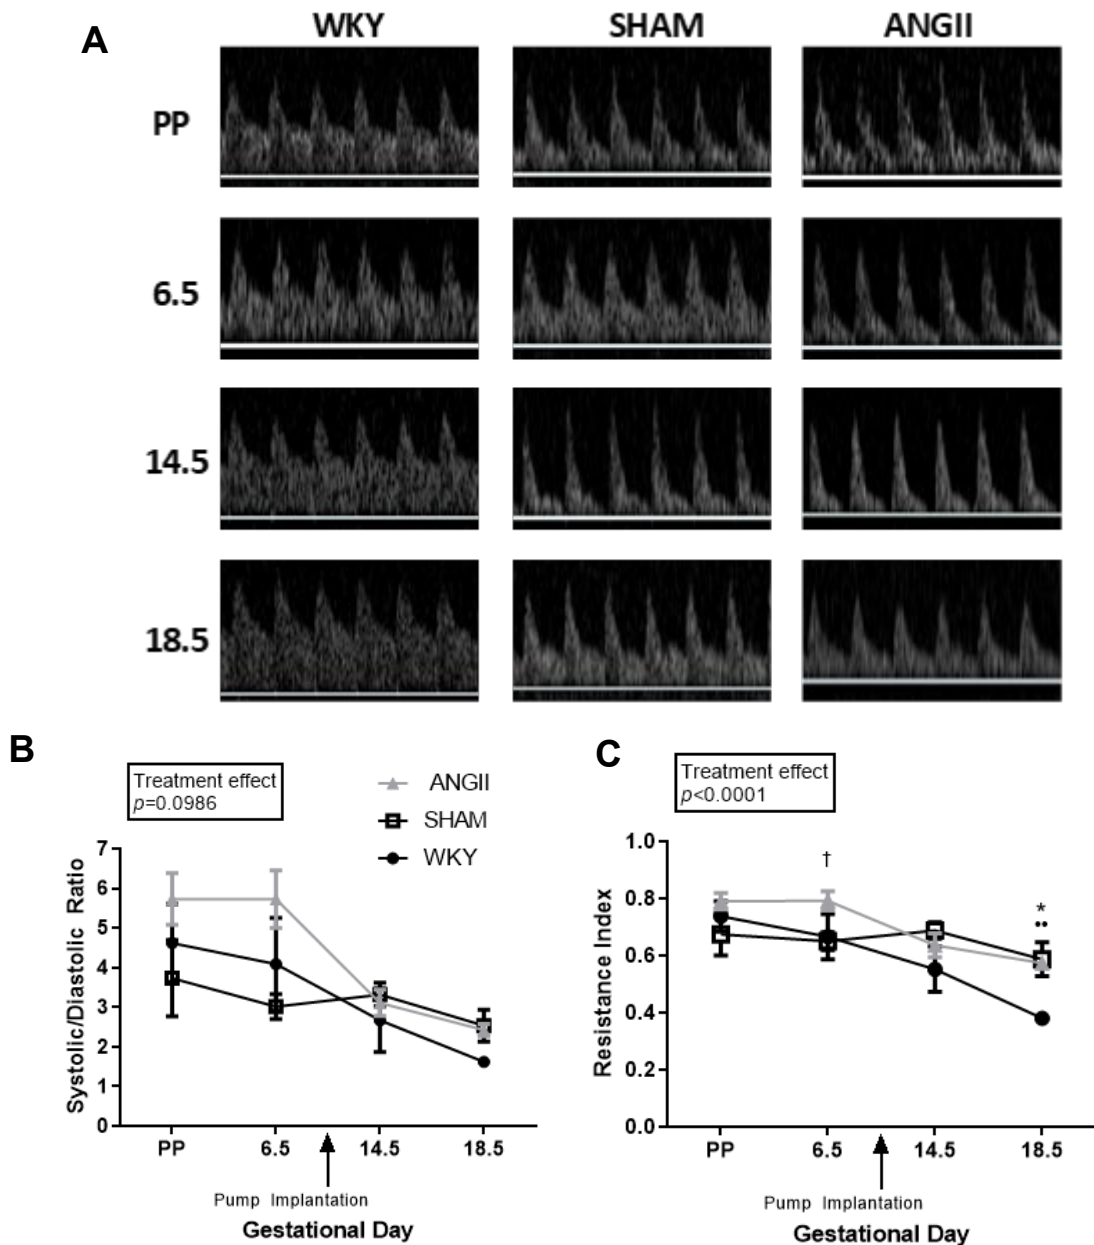 A
WKY SHAM ANGII
PP
6.5
14.5
18.5
B
Treatment effect
p=0.0986
ANGII
SHAM
WKY
Systolic/Diastolic Ratio
7
6
5
4
3
2
1
0
PP 6.5 14.5 18.5
Pump Implantation
Gestational Day
C
Treatment effect
p<0.0001
Resistance Index
1.0
0.8
0.6
0.4
0.2
0.0
†
*
••
PP 6.5 14.5 18.5
Pump Implantation
Gestational Day